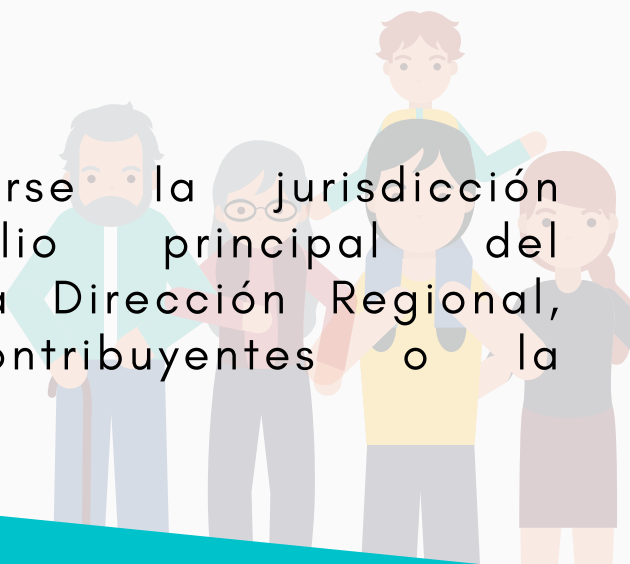 rse la jurisdicción
lio principal del
a Dirección Regional,
ontribuyentes o la